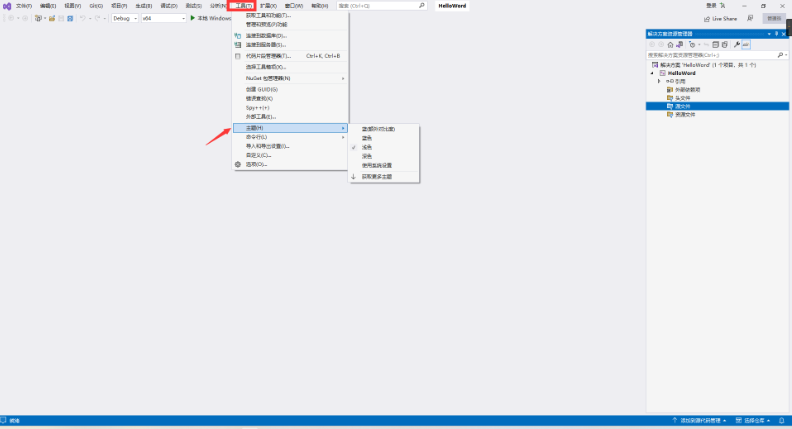 文件(F) 编辑(E) 视图(V) Git(G) 项目(P) 生成(B) 调试(D) 测试(S) 分析(N) 工具(T) 扩展(X) 窗口(W) 帮助(H) 搜索 (Ctrl+Q) HelloWord 登录
Debug x64 本地 Windows Live Share 管理员
获取工具和功能(T)...
管理和预览的功能
连接到数据库(D)...
连接到服务器(S)...
代码片段管理器(T)... Ctrl+K, Ctrl+B
选择工具箱项(X)...
NuGet 包管理器(N)
创建 GUID(G)
错误查找(K)
Spy++(+)
外部工具(E)...
主题(H)
命令行(L)
导入和导出设置(I)...
自定义(C)...
选项(O)...
蓝(额外对比度)
蓝色
浅色
深色
使用系统设置
获取更多主题
解决方案资源管理器
搜索解决方案资源管理器(Ctrl+;)
解决方案 'HelloWord' (1 个项目, 共 1 个)
HelloWord
引用
外部依赖项
头文件
源文件
资源文件
就绪 添加到源代码管理 选择仓库